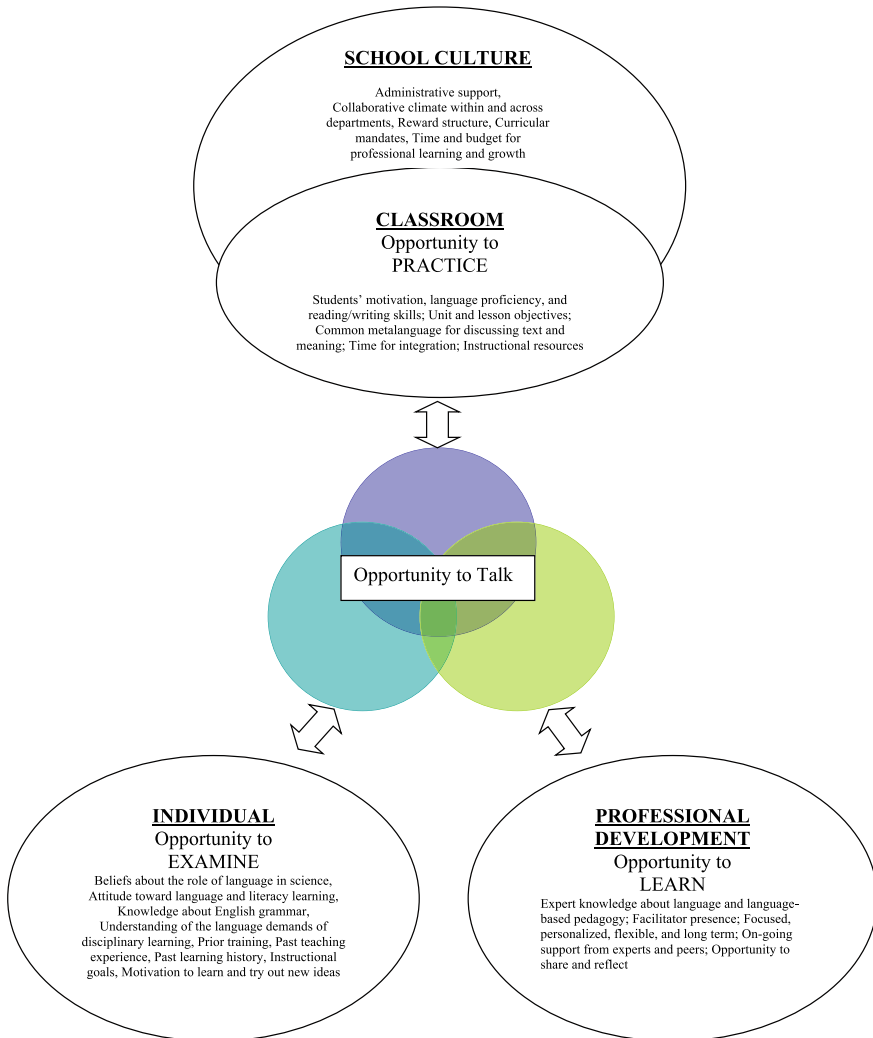 SCHOOL CULTURE
Administrative support,
Collaborative climate within and across
departments, Reward structure, Curricular
mandates, Time and budget for
professional learning and growth
CLASSROOM
Opportunity to
PRACTICE
Students’ motivation, language proficiency, and
reading/writing skills; Unit and lesson objectives;
Common metalanguage for discussing text and
meaning; Time for integration; Instructional resources
Opportunity to Talk
INDIVIDUAL
Opportunity to
EXAMINE
Beliefs about the role of language in science,
Attitude toward language and literacy learning,
Knowledge about English grammar,
Understanding of the language demands of
disciplinary learning, Prior training, Past teaching
experience, Past learning history, Instructional
goals, Motivation to learn and try out new ideas
PROFESSIONAL
DEVELOPMENT
Opportunity to
LEARN
Expert knowledge about language and language-
based pedagogy; Facilitator presence; Focused,
personalized, flexible, and long term; On-going
support from experts and peers; Opportunity to
share and reflect